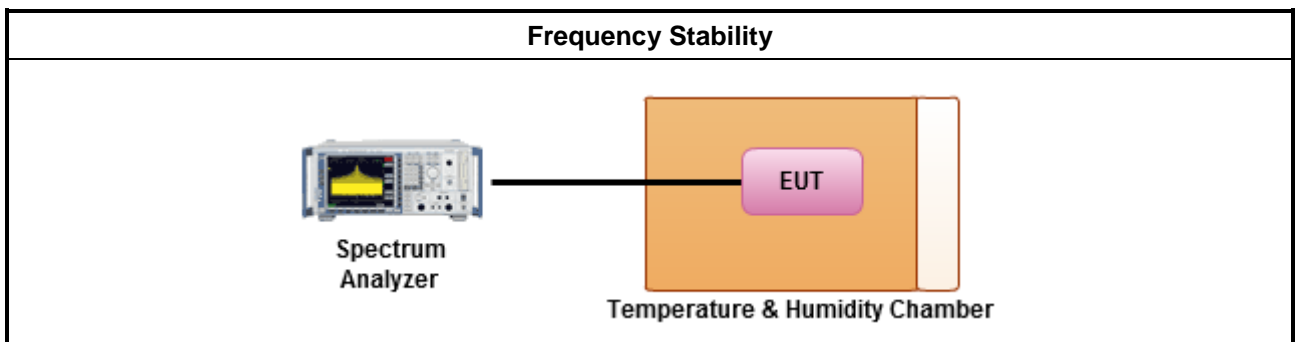 Frequency Stability
EUT
Spectrum
Analyzer
Temperature & Humidity Chamber